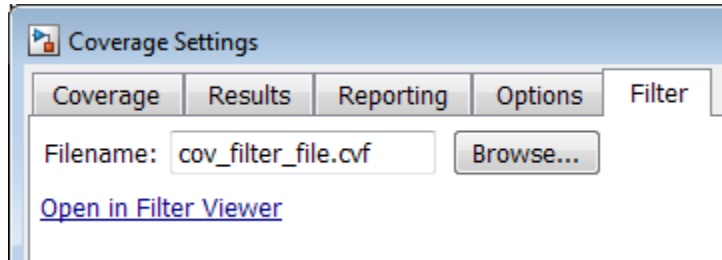 Coverage Settings
Coverage Results Reporting Options Filter
Filename: cov_filter_file.cvf Browse...
Open in Filter Viewer